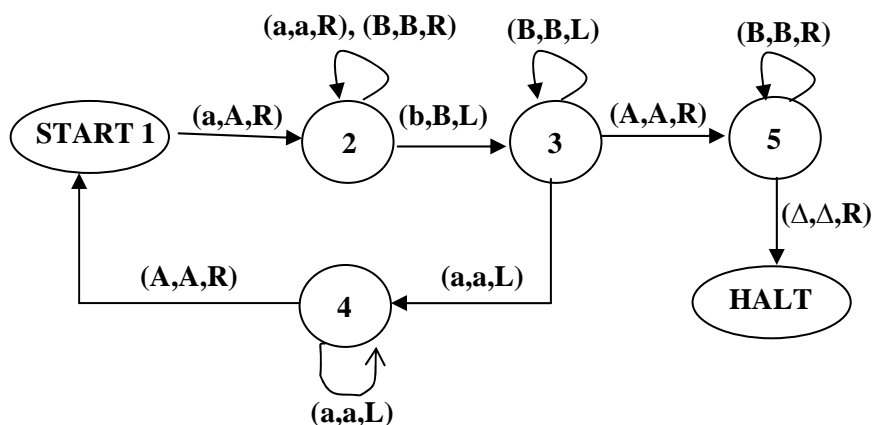 (a,a,R), (B,B,R)
(B,B,L)
(B,B,R)
START 1
(a,A,R)
2
(b,B,L)
3
(A,A,R)
5
(Δ,Δ,R)
(A,A,R)
4
(a,a,L)
HALT
(a,a,L)